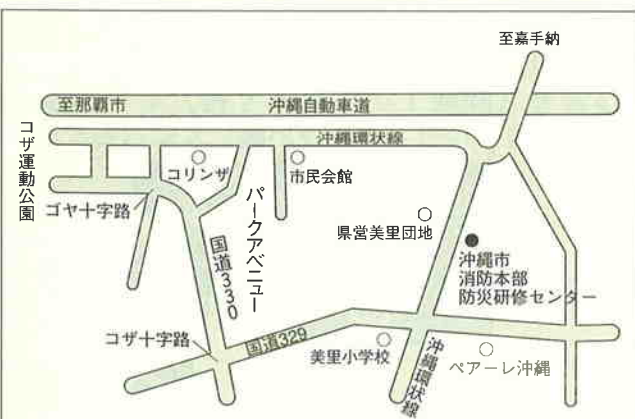 至嘉手納
至那覇市
沖縄自動車道
コザ運動公園
沖縄環状線
コリンザ
市民会館
ゴヤ十字路
パークアベニュー
国道330
県営美里団地
沖縄市
消防本部
防災研修センター
コザ十字路
国道329
美里小学校
沖縄環状線
ペアーレ沖縄